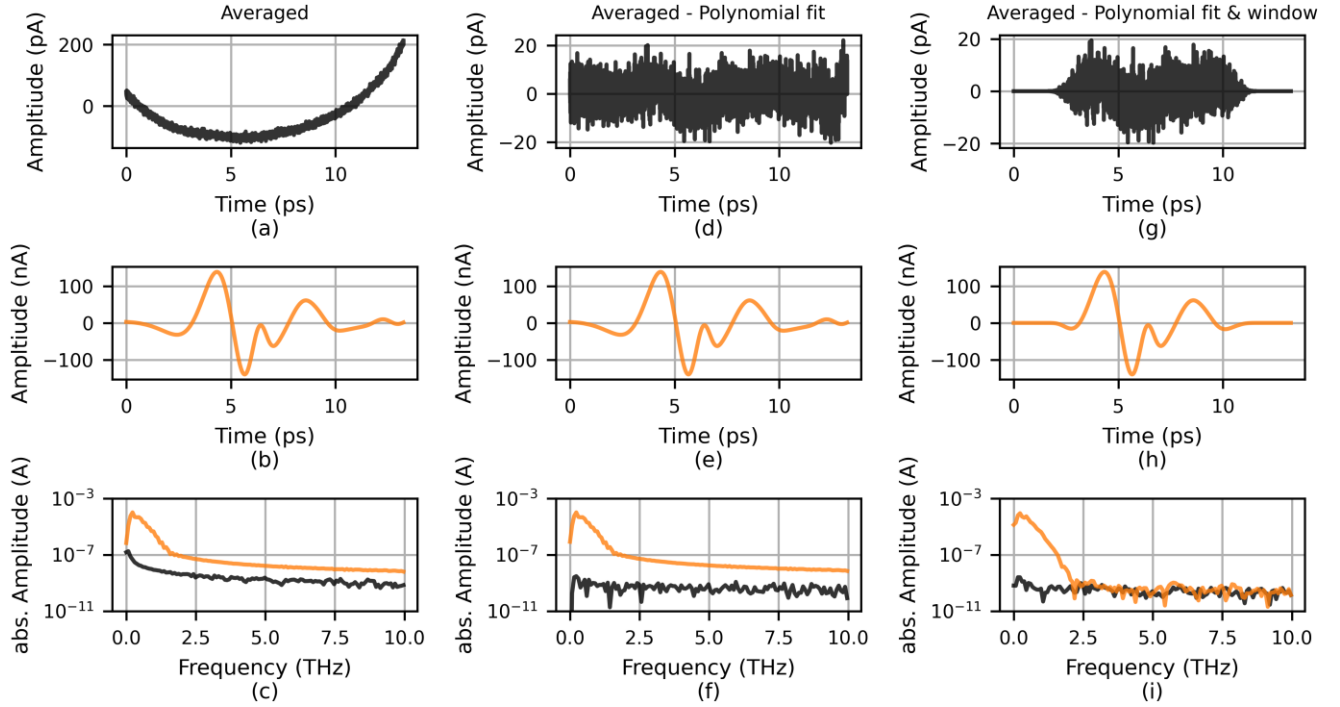 Averaged
Averaged - Polynomial fit
Averaged - Polynomial fit & window
Ampltiude (pA)
200
0
0
5
10
Time (ps)
(a)
Ampltiude (pA)
20
0
−20
0
5
10
Time (ps)
(d)
Ampltiude (pA)
20
0
−20
0
5
10
Time (ps)
(g)
Ampltiude (nA)
100
0
−100
0
5
10
Time (ps)
(b)
Ampltiude (nA)
100
0
−100
0
5
10
Time (ps)
(e)
Ampltiude (nA)
100
0
−100
0
5
10
Time (ps)
(h)
abs. Amplitude (A)
10⁻³
10⁻⁷
10⁻¹¹
0.0
2.5
5.0
7.5
10.0
Frequency (THz)
(c)
abs. Amplitude (A)
10⁻³
10⁻⁷
10⁻¹¹
0.0
2.5
5.0
7.5
10.0
Frequency (THz)
(f)
abs. Amplitude (A)
10⁻³
10⁻⁷
10⁻¹¹
0.0
2.5
5.0
7.5
10.0
Frequency (THz)
(i)